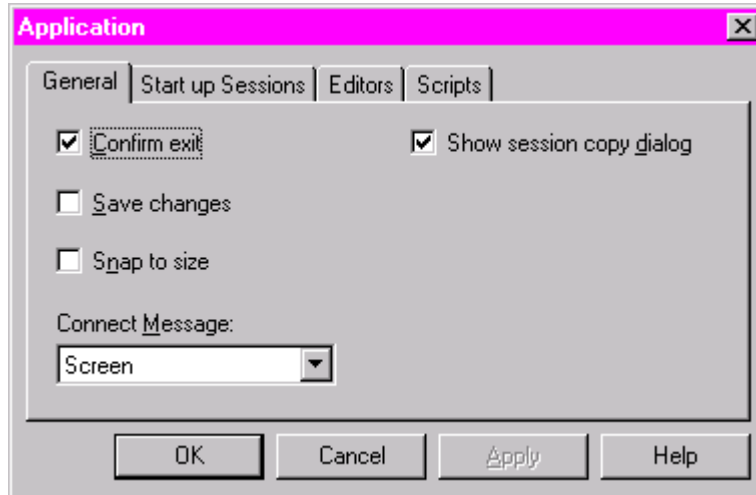 Application
General Start up Sessions Editors Scripts
Confirm exit Show session copy dialog
Save changes
Snap to size
Connect Message:
Screen
OK Cancel Apply Help